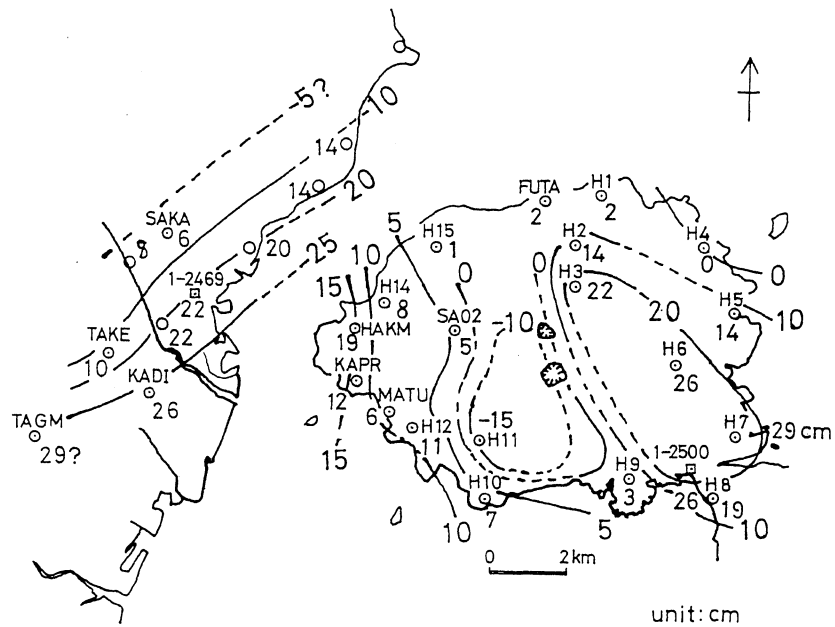 -5?
10
14
14
20
SAKA
6
8
20
25
1-2469
22
22
TAKE
10
KADI
26
TAGM
29?
FUTA
2
H1
2
5
H15
1
H2
14
H4
0
0
10
15
H14
8
0
0
H3
22
20
H5
14
10
HAKM
19
SA02
5
-10
H6
26
KAPR
12
MATU
6
H12
11
-15
H11
H7
29cm
15
1-2500
26
H9
3
H8
19
H10
7
10
5
10
0 2km
unit: cm